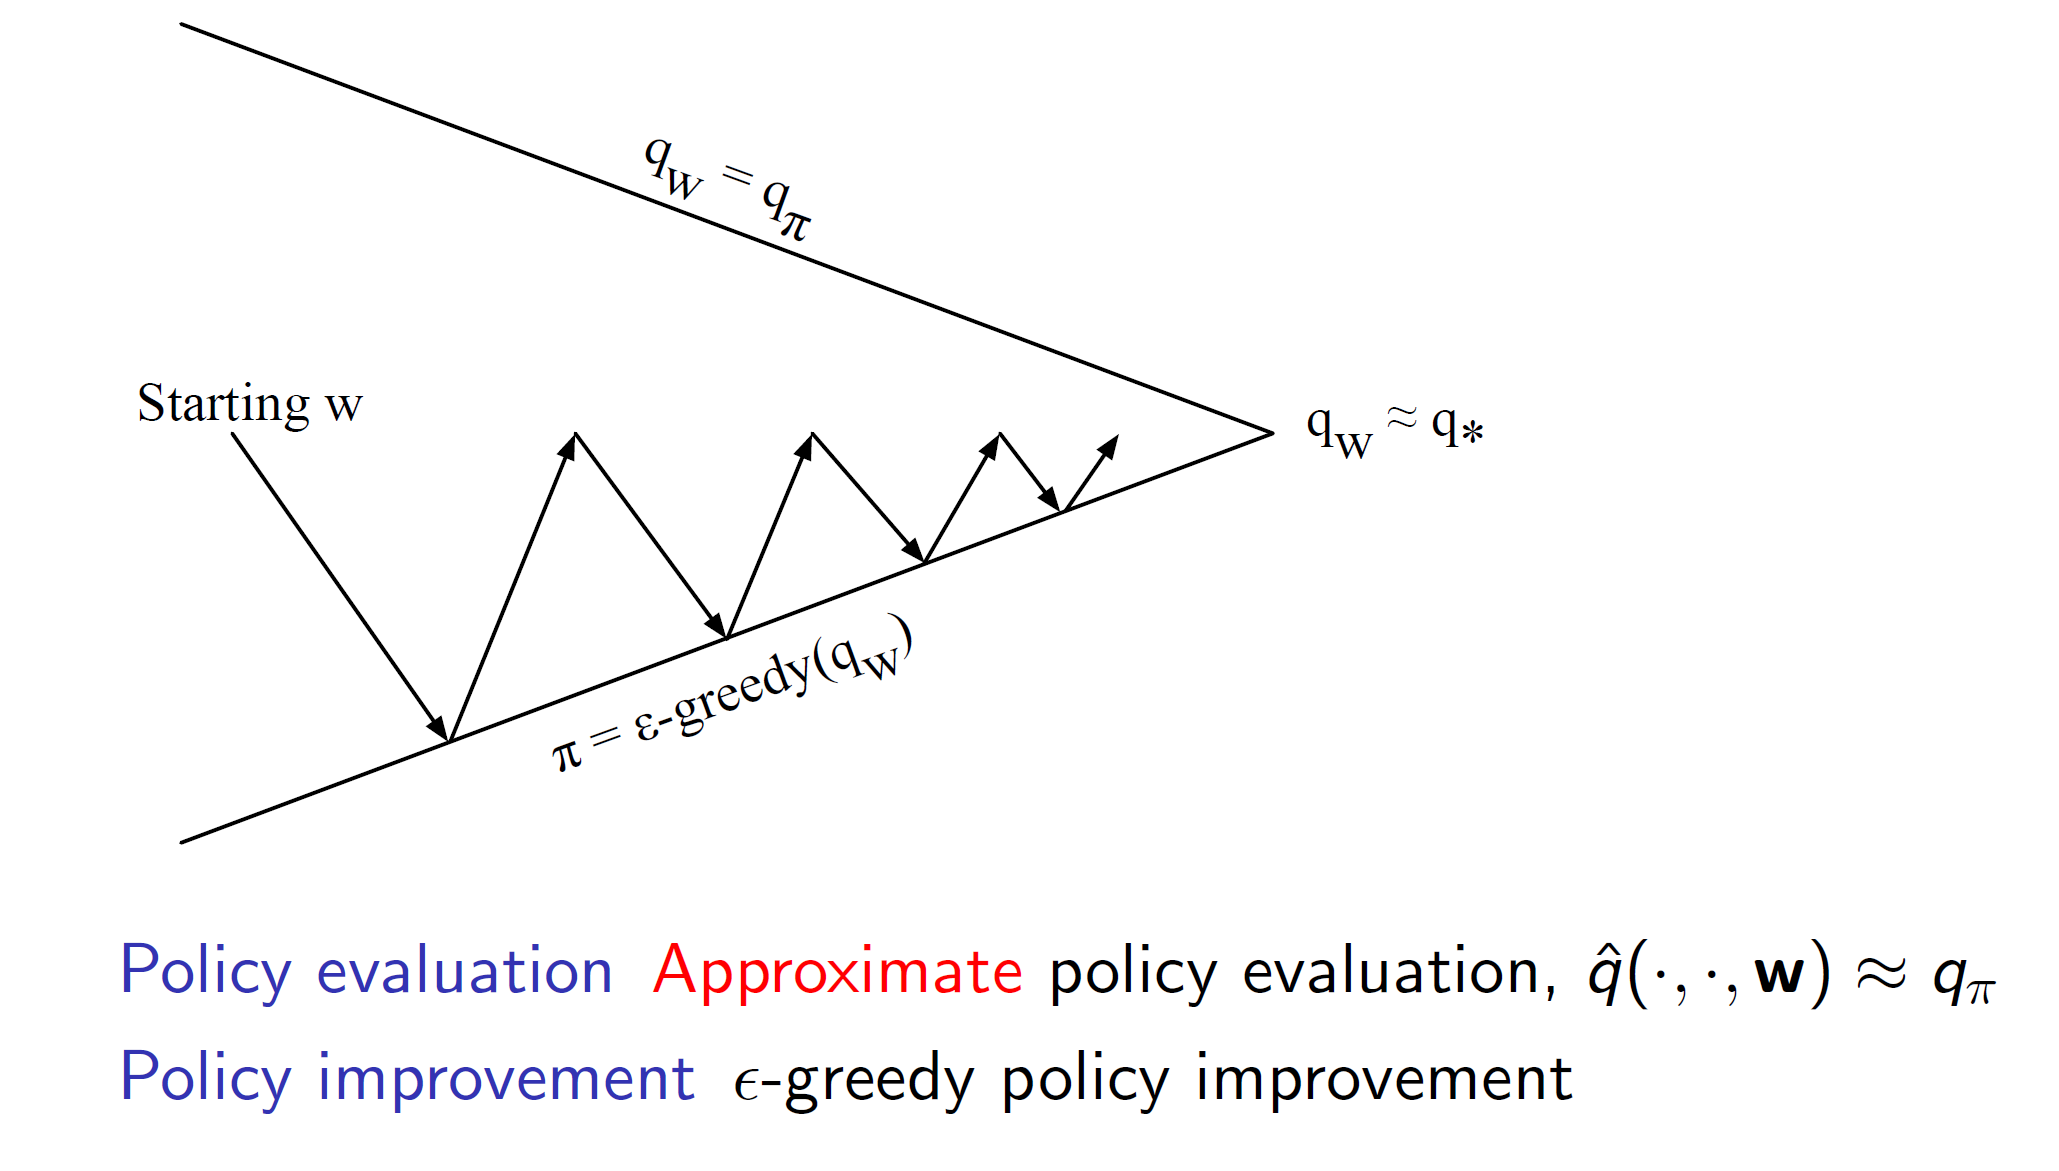 q_w = q_π
Starting w
q_w ≈ q_*
π = ε-greedy(q_w)
Policy evaluation Approximate policy evaluation, q̂(·, ·, w) ≈ q_π
Policy improvement ϵ-greedy policy improvement